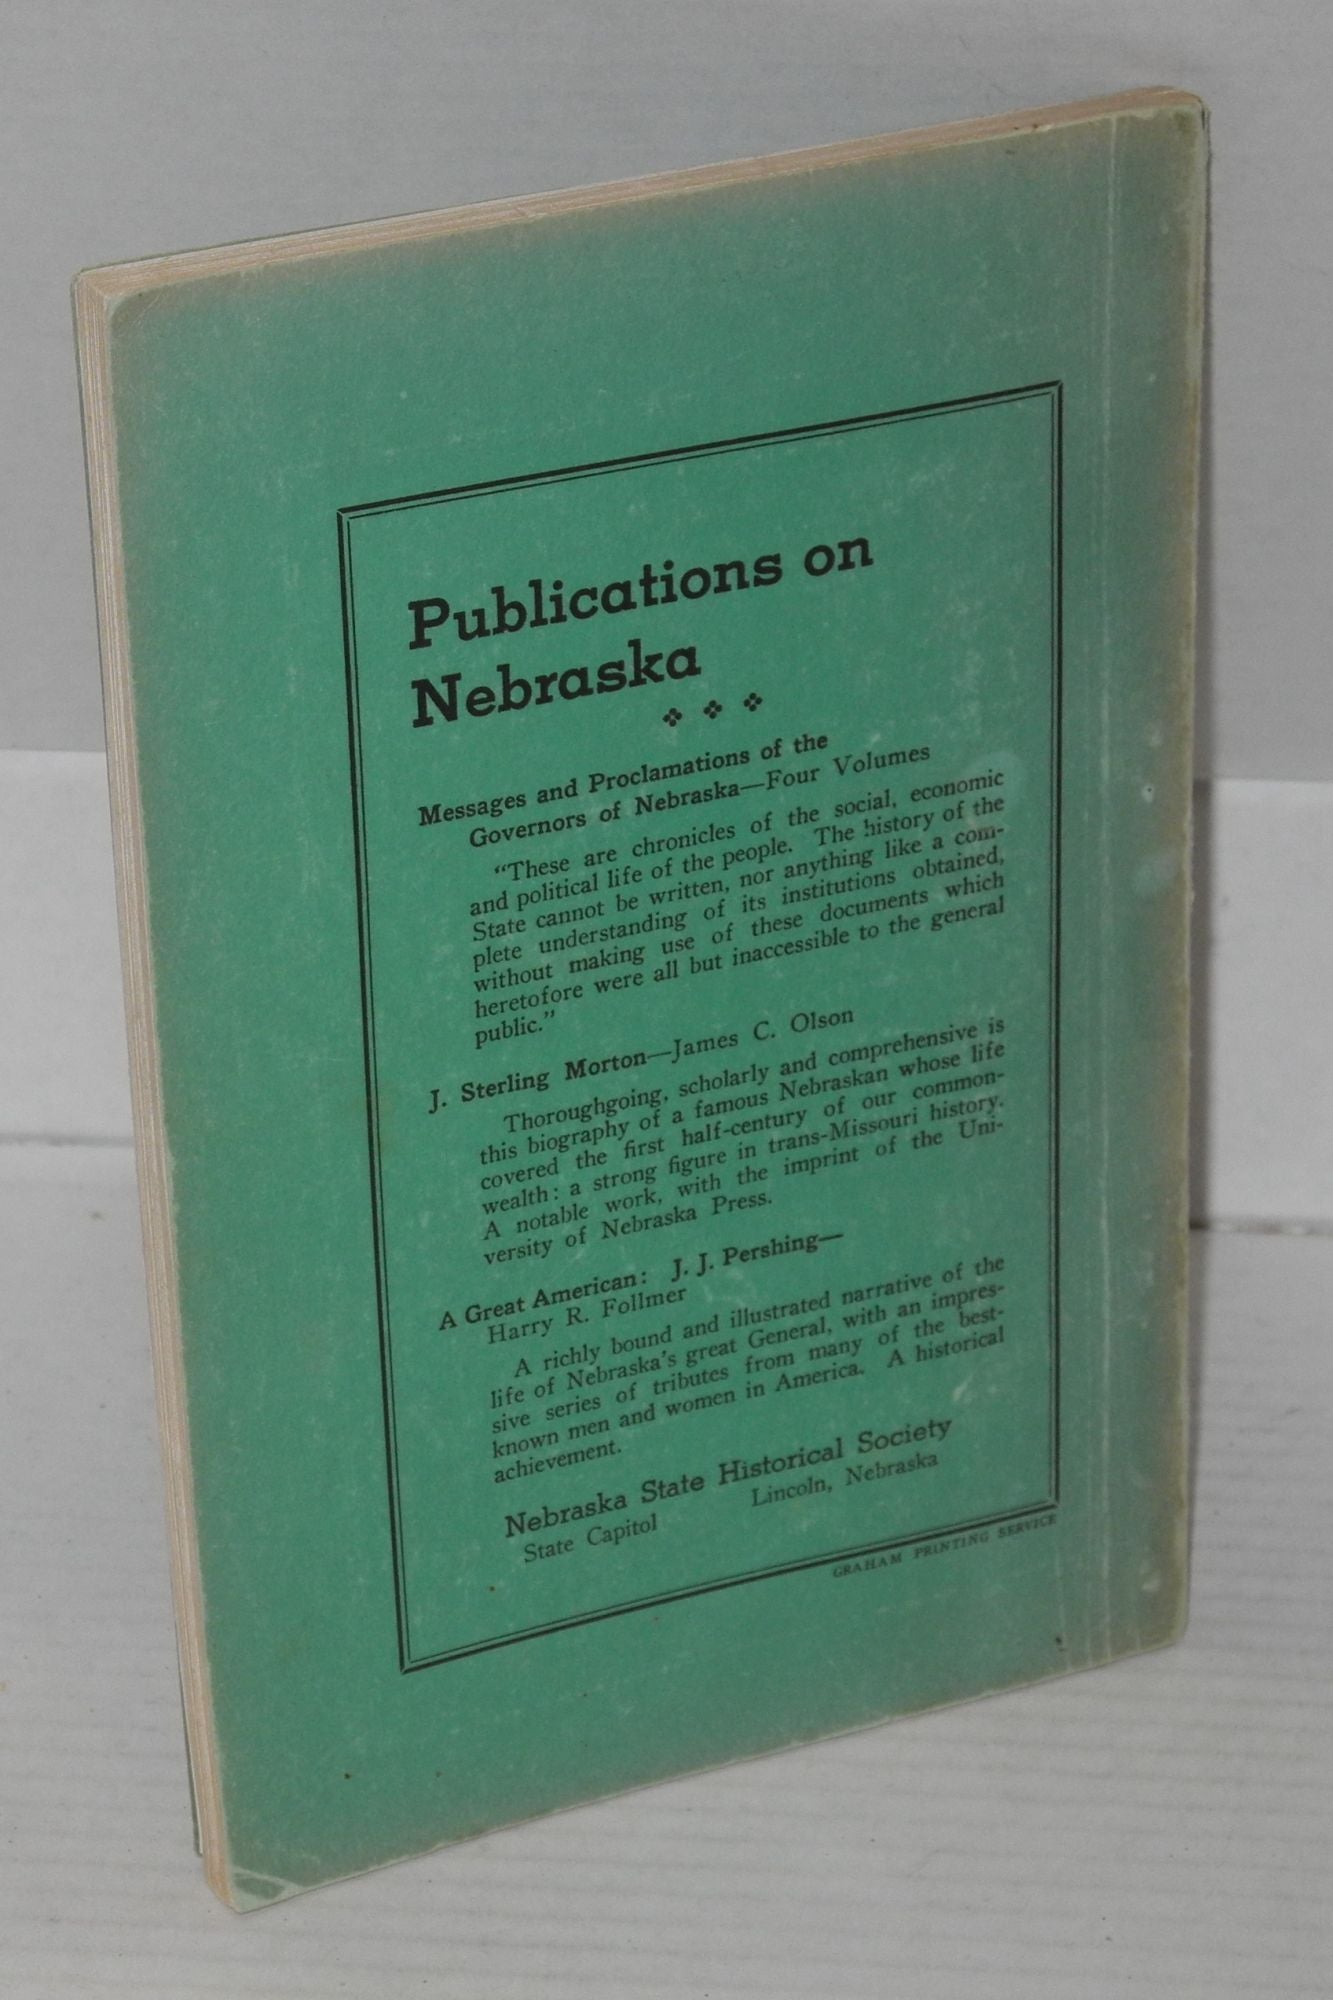 Publications on
Nebraska
Messages and Proclamations of the
Governors of Nebraska—Four Volumes
"These are chronicles of the social, economic
and political life of the people. The history of the
State cannot be written, nor anything like a com-
plete understanding of its institutions obtained,
without making use of these documents which
heretofore were all but inaccessible to the general
public."
J. Sterling Morton—James C. Olson
Thoroughgoing, scholarly and comprehensive is
this biography of a famous Nebraskan whose life
covered the first half-century of our common-
wealth: a strong figure in trans-Missouri history.
A notable work, with the imprint of the Uni-
versity of Nebraska Press.
A Great American: J. J. Pershing—
Harry R. Follmer
A richly bound and illustrated narrative of the
life of Nebraska's great General, with an impres-
sive series of tributes from many of the best-
known men and women in America. A historical
achievement.
Nebraska State Historical Society
State Capitol Lincoln, Nebraska
GRAHAM PRINTING SERVICE